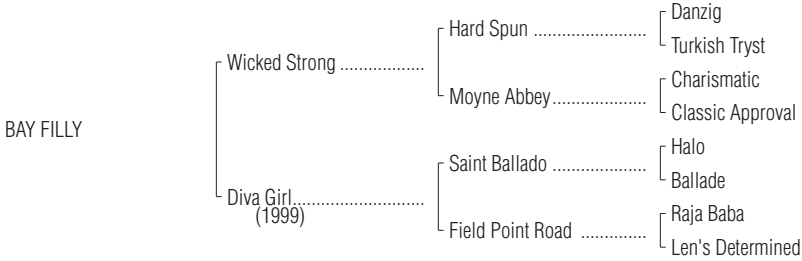 Danzig
Hard Spun ........................
Turkish Tryst
Wicked Strong ..................
Charismatic
Moyne Abbey....................
Classic Approval
BAY FILLY
Halo
Saint Ballado ....................
Ballade
Diva Girl............................
(1999)
Raja Baba
Field Point Road ..............
Len's Determined